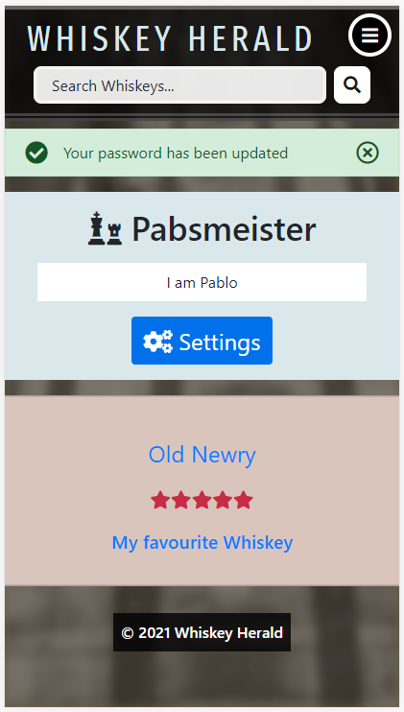 WHISKEY HERALD
Search Whiskeys...
Your password has been updated
Pabsmeister
I am Pablo
Settings
Old Newry
My favourite Whiskey
© 2021 Whiskey Herald